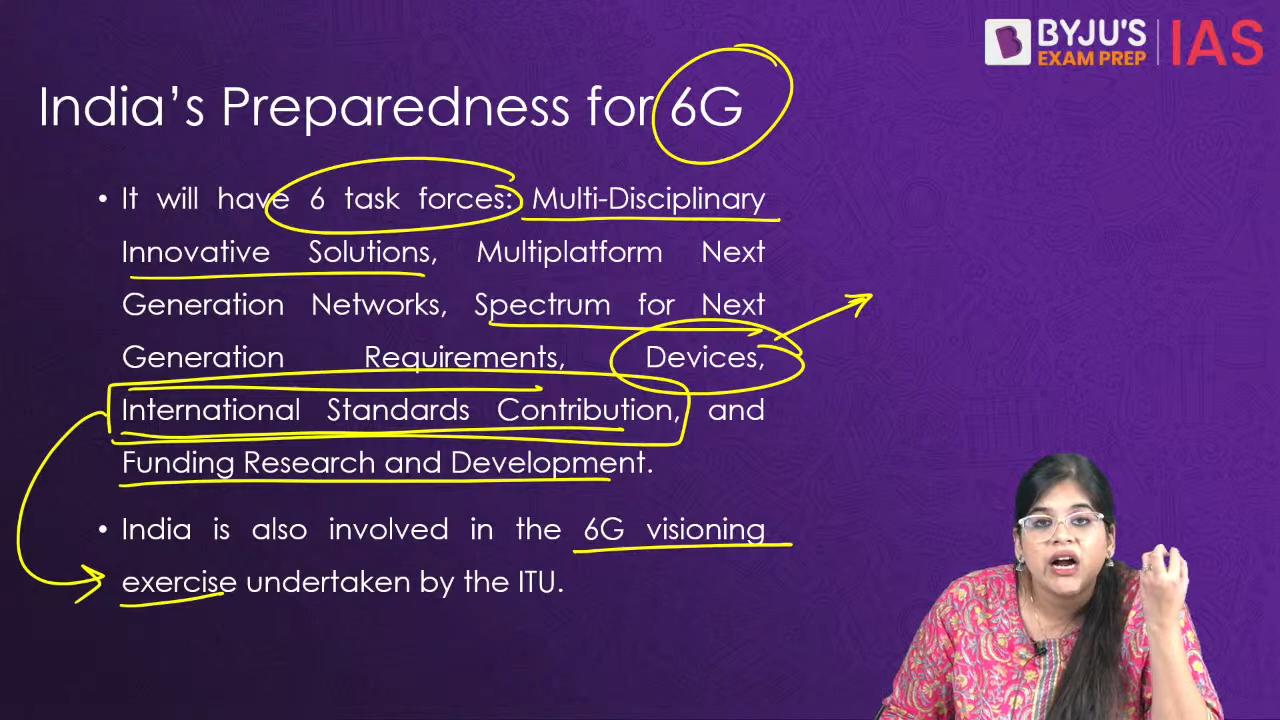 BYJU'S
EXAM PREP
IAS
India's Preparedness for 6G
• It will have 6 task forces: Multi-Disciplinary
Innovative Solutions, Multiplatform Next
Generation Networks, Spectrum for Next
Generation Requirements, Devices,
International Standards Contribution, and
Funding Research and Development.
• India is also involved in the 6G visioning
exercise undertaken by the ITU.